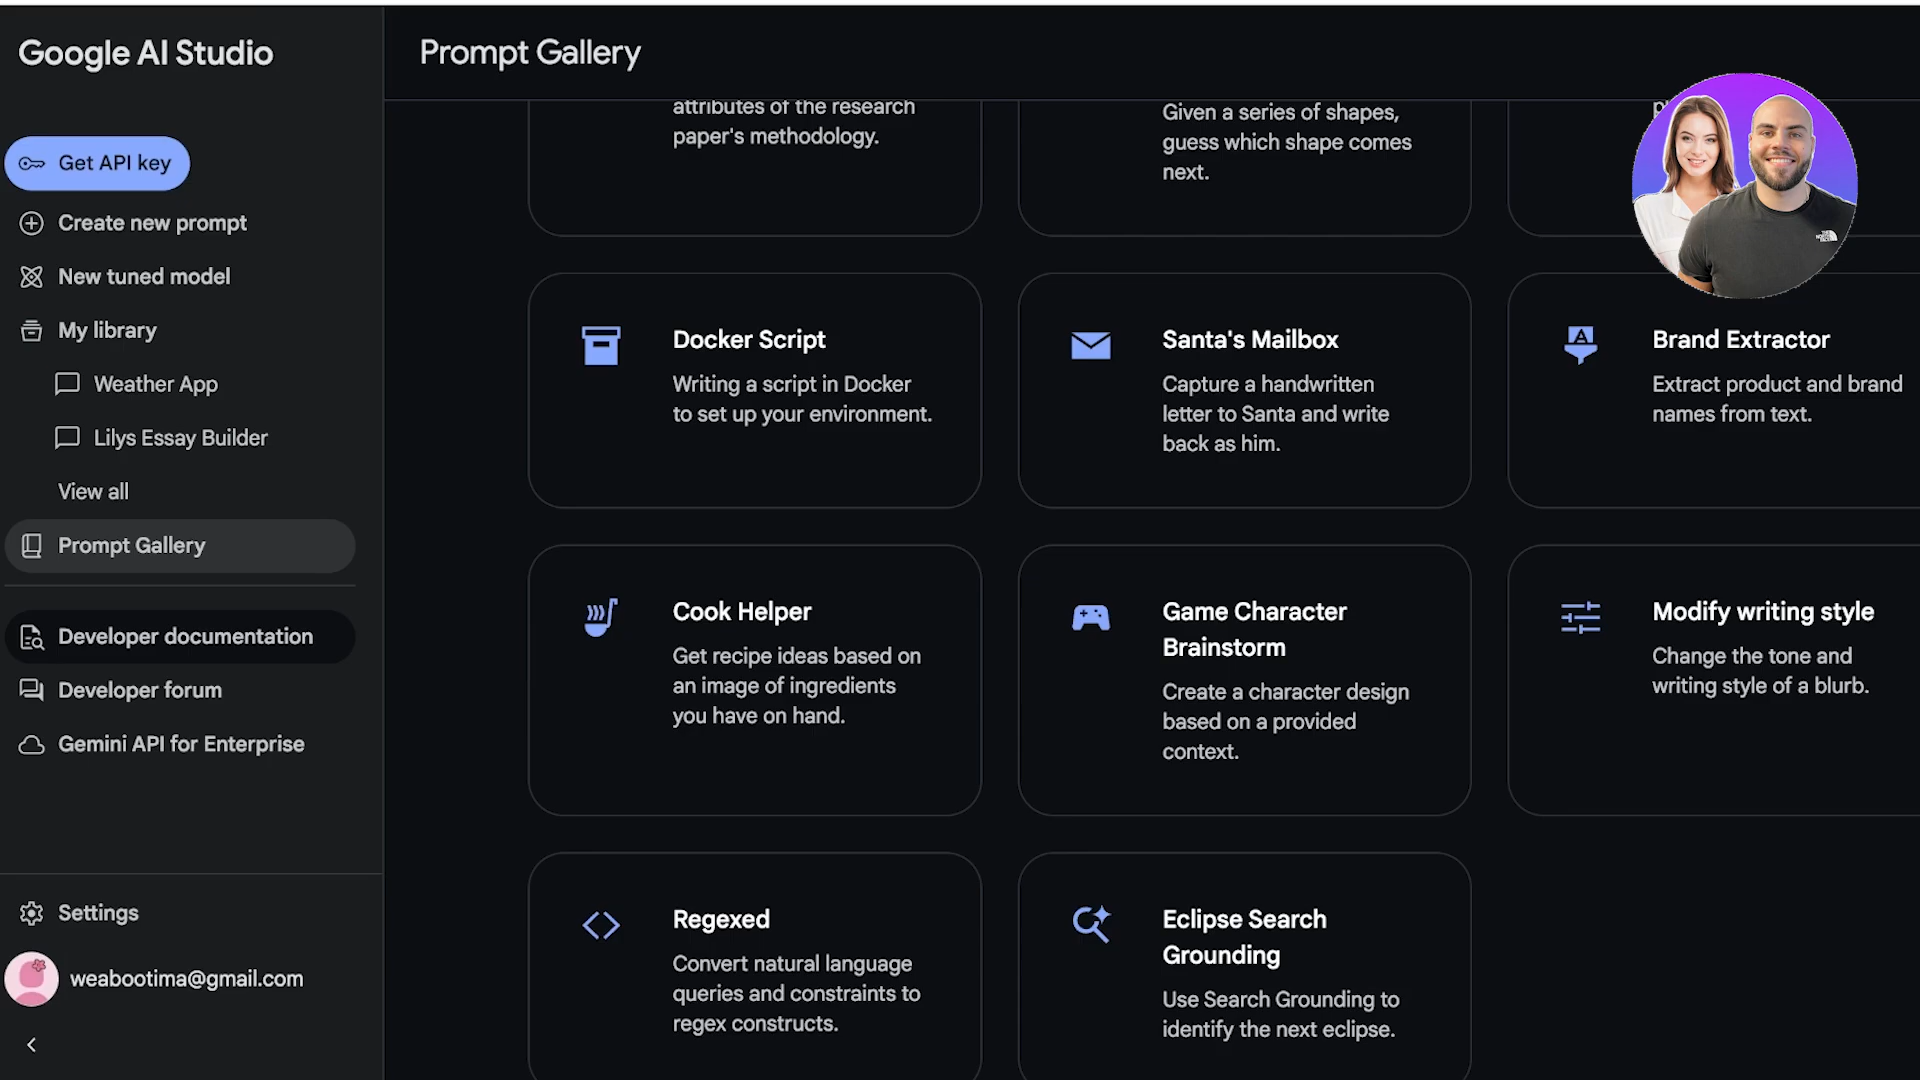 Google AI Studio
Get API key
Create new prompt
New tuned model
My library
Weather App
Lilys Essay Builder
View all
Prompt Gallery
Developer documentation
Developer forum
Gemini API for Enterprise
Settings
weabootima@gmail.com
Prompt Gallery
attributes of the research
paper's methodology.
Given a series of shapes,
guess which shape comes
next.
Docker Script
Writing a script in Docker
to set up your environment.
Santa's Mailbox
Capture a handwritten
letter to Santa and write
back as him.
Brand Extractor
Extract product and brand
names from text.
Cook Helper
Get recipe ideas based on
an image of ingredients
you have on hand.
Game Character
Brainstorm
Create a character design
based on a provided
context.
Modify writing style
Change the tone and
writing style of a blurb.
Regexed
Convert natural language
queries and constraints to
regex constructs.
Eclipse Search
Grounding
Use Search Grounding to
identify the next eclipse.